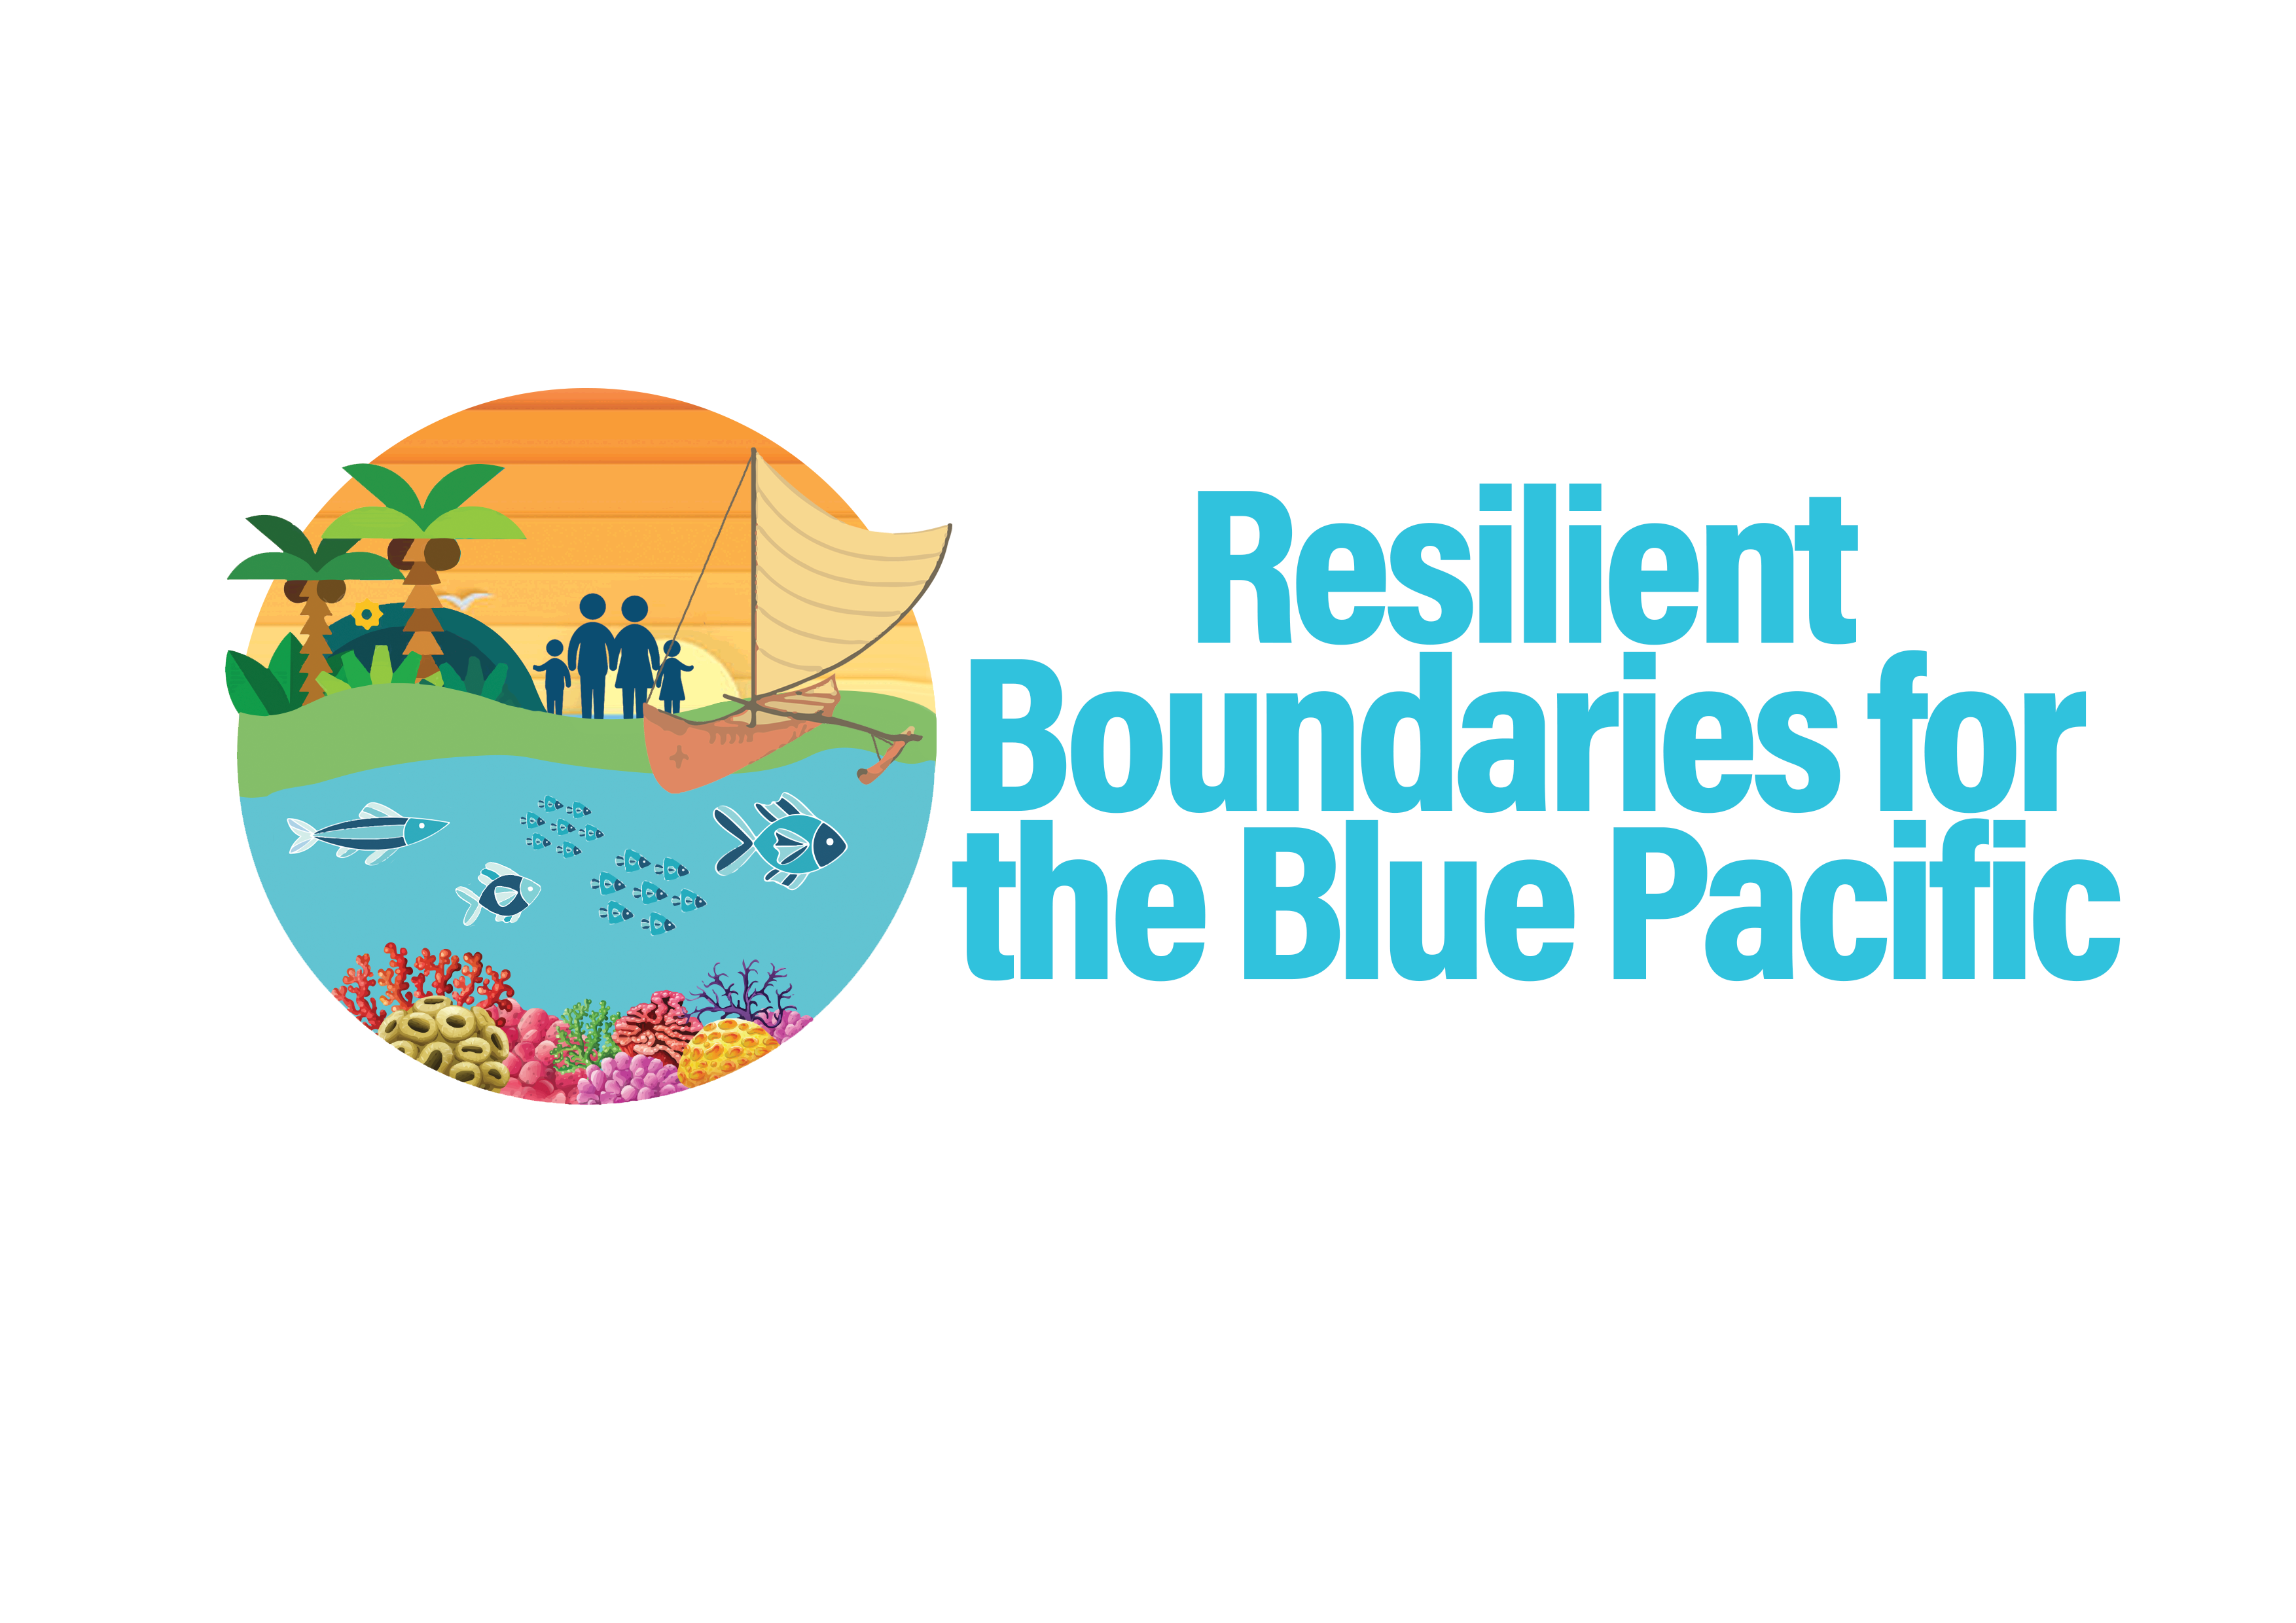 Resilient
Boundaries for
the Blue Pacific